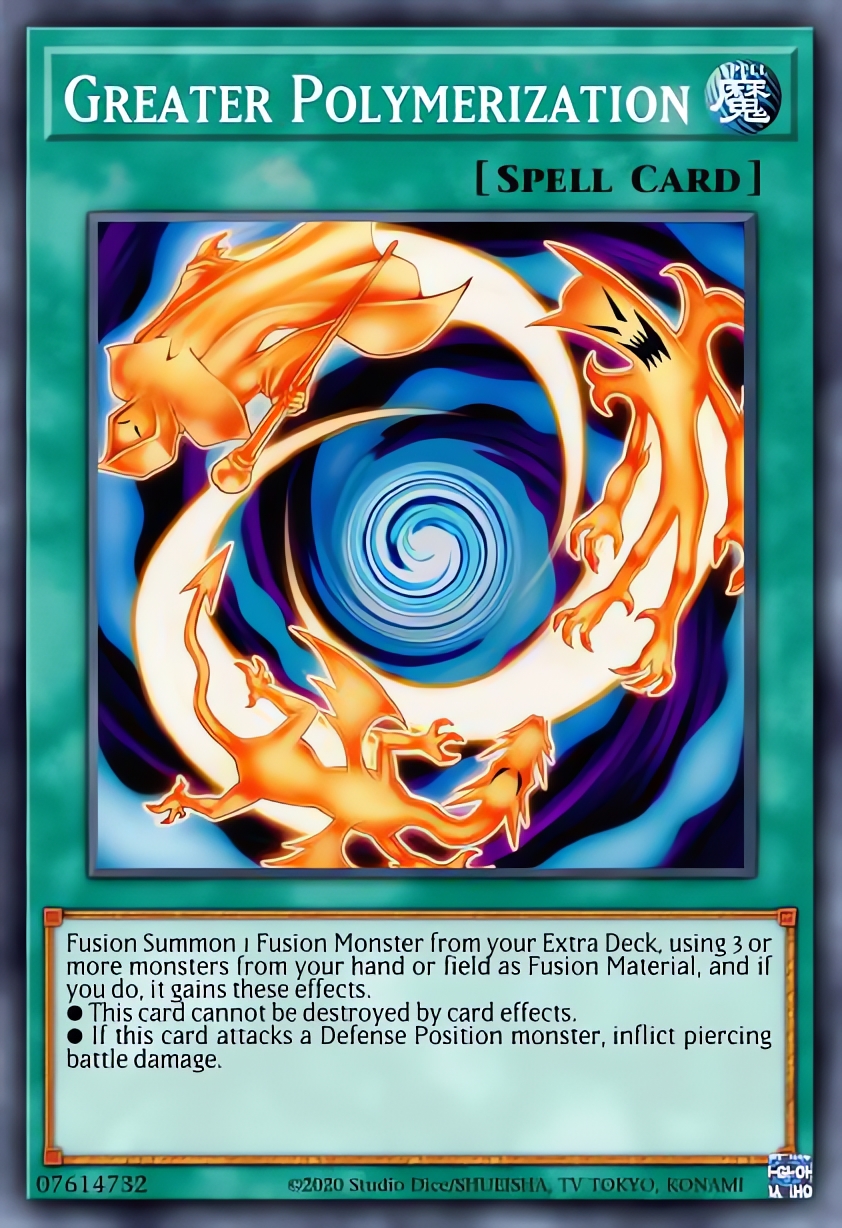 GREATER POLYMERIZATION
魔
[SPELL CARD]
Fusion Summon 1 Fusion Monster from your Extra Deck, using 3 or
more monsters from your hand or field as Fusion Material, and if
you do, it gains these effects.
● This card cannot be destroyed by card effects.
● If this card attacks a Defense Position monster, inflict piercing
battle damage.
07614732
©2020 Studio Dice/SHUEISHA, TV TOKYO, KONAMI